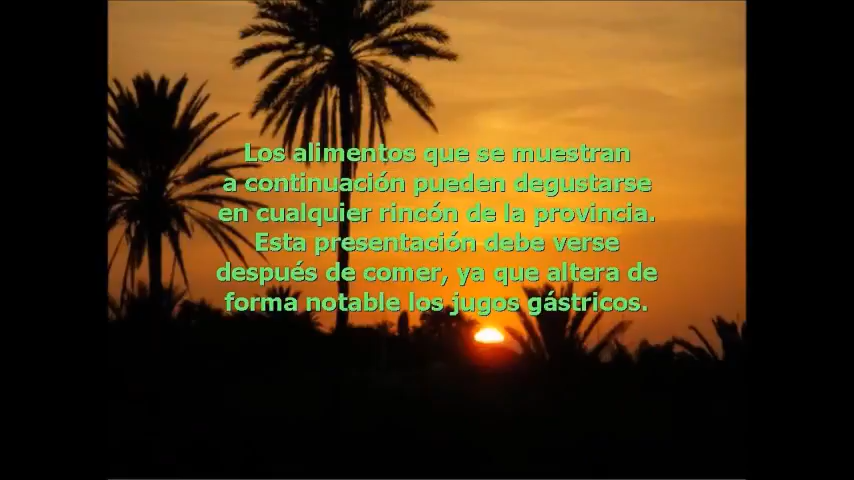 Los alimentos que se muestran
a continuación pueden degustarse
en cualquier rincón de la provincia.
Esta presentación debe verse
después de comer, ya que altera de
forma notable los jugos gástricos.